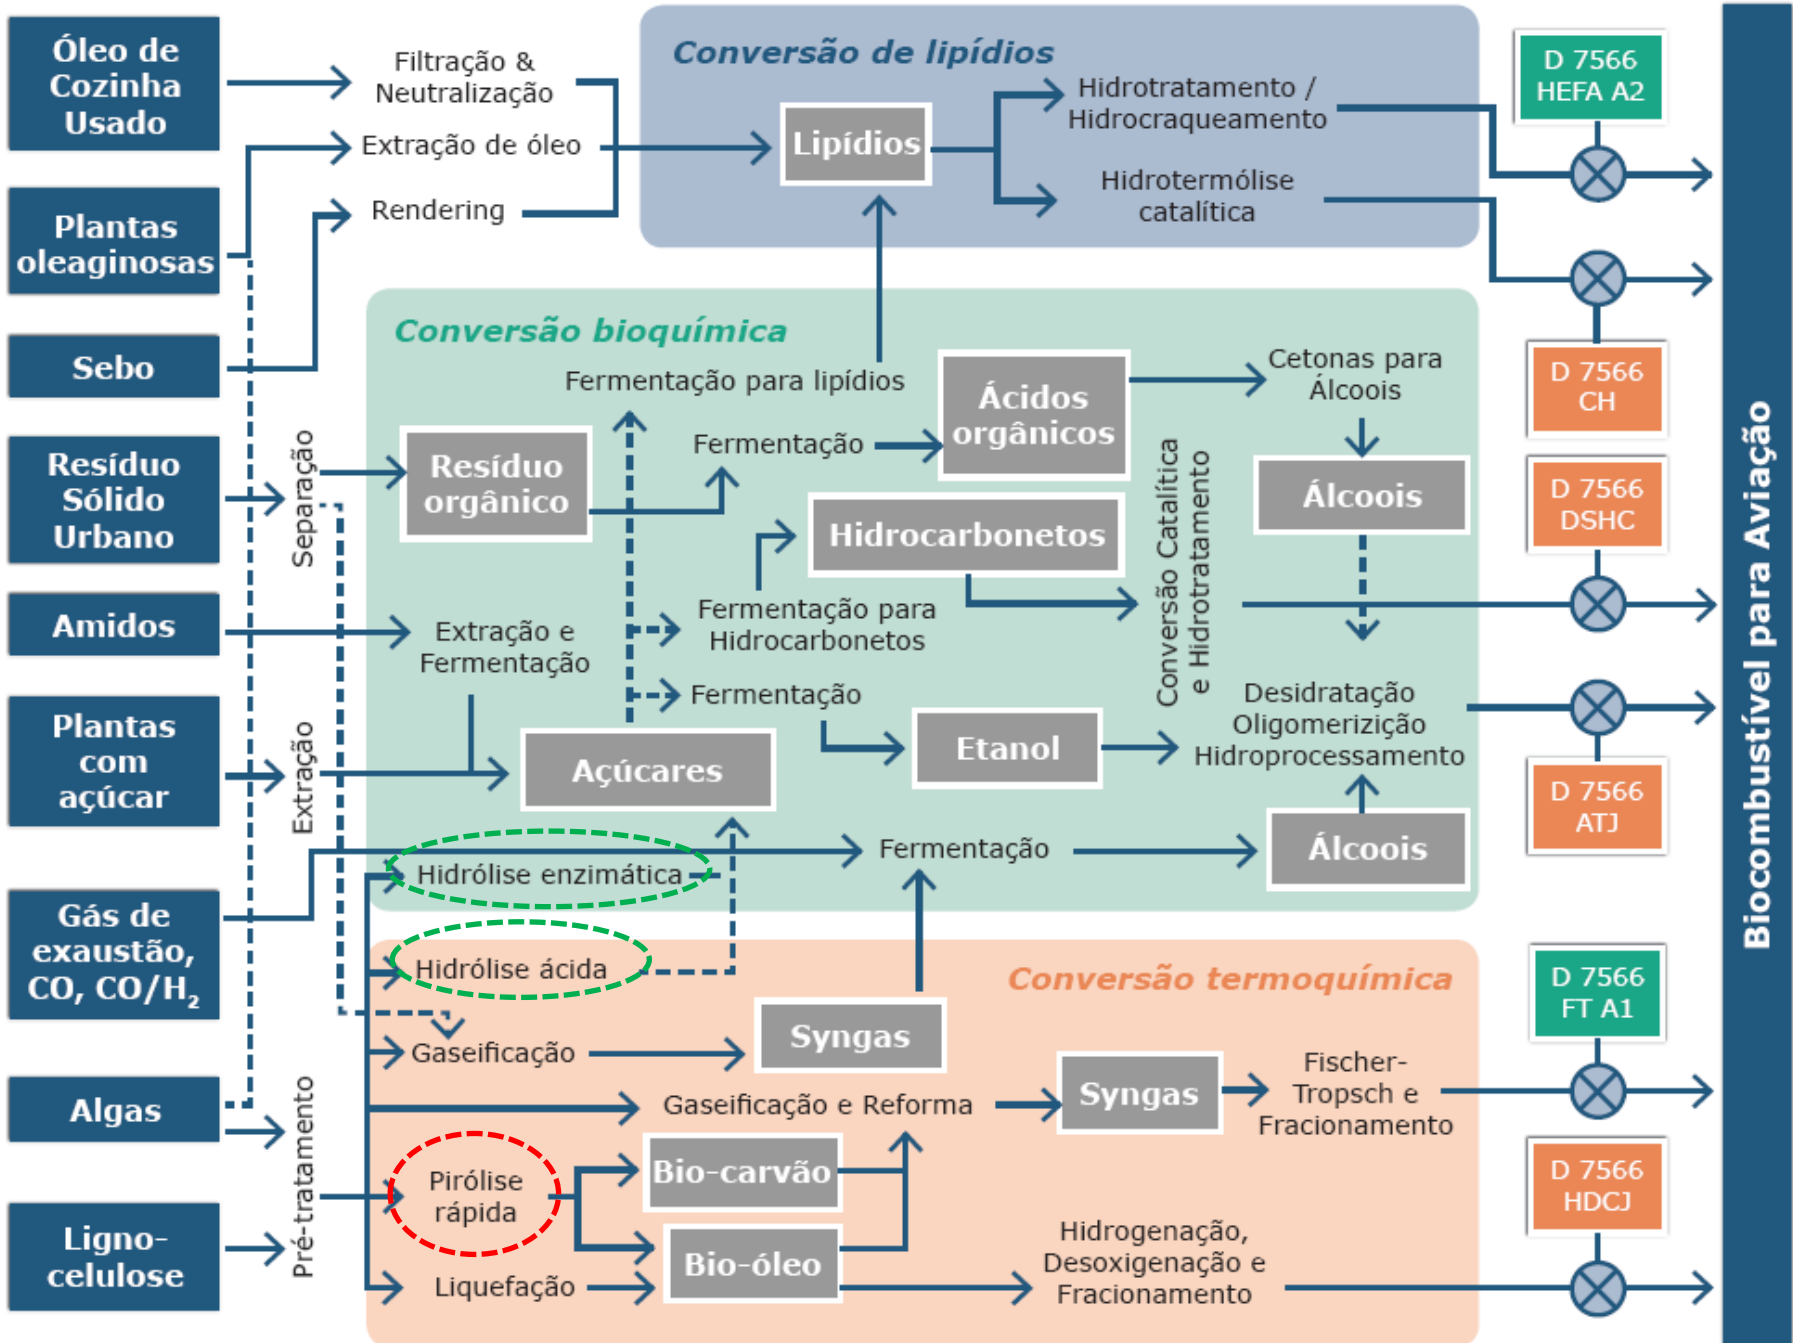 Óleo de
Cozinha
Usado
Plantas
oleaginosas
Sebo
Resíduo
Sólido
Urbano
Amidos
Plantas
com
açúcar
Gás de
exaustão,
CO, CO/H₂
Algas
Ligno-
celulose
Filtração &
Neutralização
Extração de óleo
Rendering
Separação
Extração
Pré-tratamento
Conversão de lipídios
Lipídios
Hidrotratamento /
Hidrocraqueamento
Hidrotermólise
catalítica
Conversão bioquímica
Fermentação para lipídios
Resíduo
orgânico
Fermentação
Ácidos
orgânicos
Cetonas para
Álcoois
Álcoois
Hidrocarbonetos
Conversão Catalítica
e Hidrotratamento
Extração e
Fermentação
Fermentação para
Hidrocarbonetos
Fermentação
Açúcares
Etanol
Desidratação
Oligomerizição
Hidroprocessamento
Hidrólise enzimática
Fermentação
Álcoois
Hidrólise ácida
Conversão termoquímica
Gaseificação
Syngas
Gaseificação e Reforma
Syngas
Fischer-
Tropsch e
Fracionamento
Pirólise
rápida
Bio-carvão
Bio-óleo
Liquefação
Hidrogenação,
Desoxigenação e
Fracionamento
D 7566
HEFA A2
D 7566
CH
D 7566
DSHC
D 7566
ATJ
D 7566
FT A1
D 7566
HDCJ
Biocombustível para Aviação